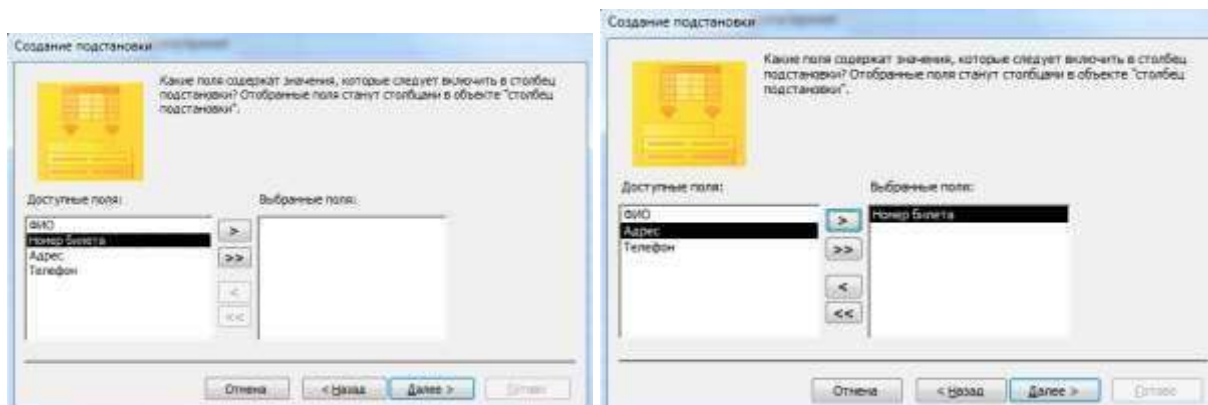 Создание подстановки
Какие поля содержат значения, которые следует включить в столбец
подстановки? Отобранные поля станут столбцами в объекте "столбец
подстановки".
Доступные поля:
Выбранные поля:
ФИО
Номер Билета
Адрес
Телефон
>
>>
<
<<
Отмена
< Назад
Далее >
Готово
Создание подстановки
Какие поля содержат значения, которые следует включить в столбец
подстановки? Отобранные поля станут столбцами в объекте "столбец
подстановки".
Доступные поля:
Выбранные поля:
ФИО
Адрес
Телефон
>
>>
<
<<
Номер Билета
Отмена
< Назад
Далее >
Готово